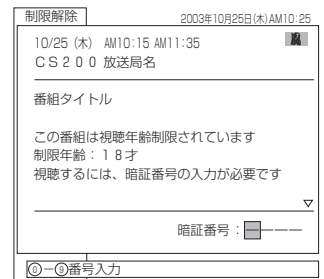 制限解除
2003年10月25日(木)AM10:25
10/25 (木) AM10:15 AM11:35
CS200 放送局名
番組タイトル
この番組は視聴年齢制限されています
制限年齢：18才
視聴するには、暗証番号の入力が必要です
暗証番号：－－－－
⓪－⑨番号入力